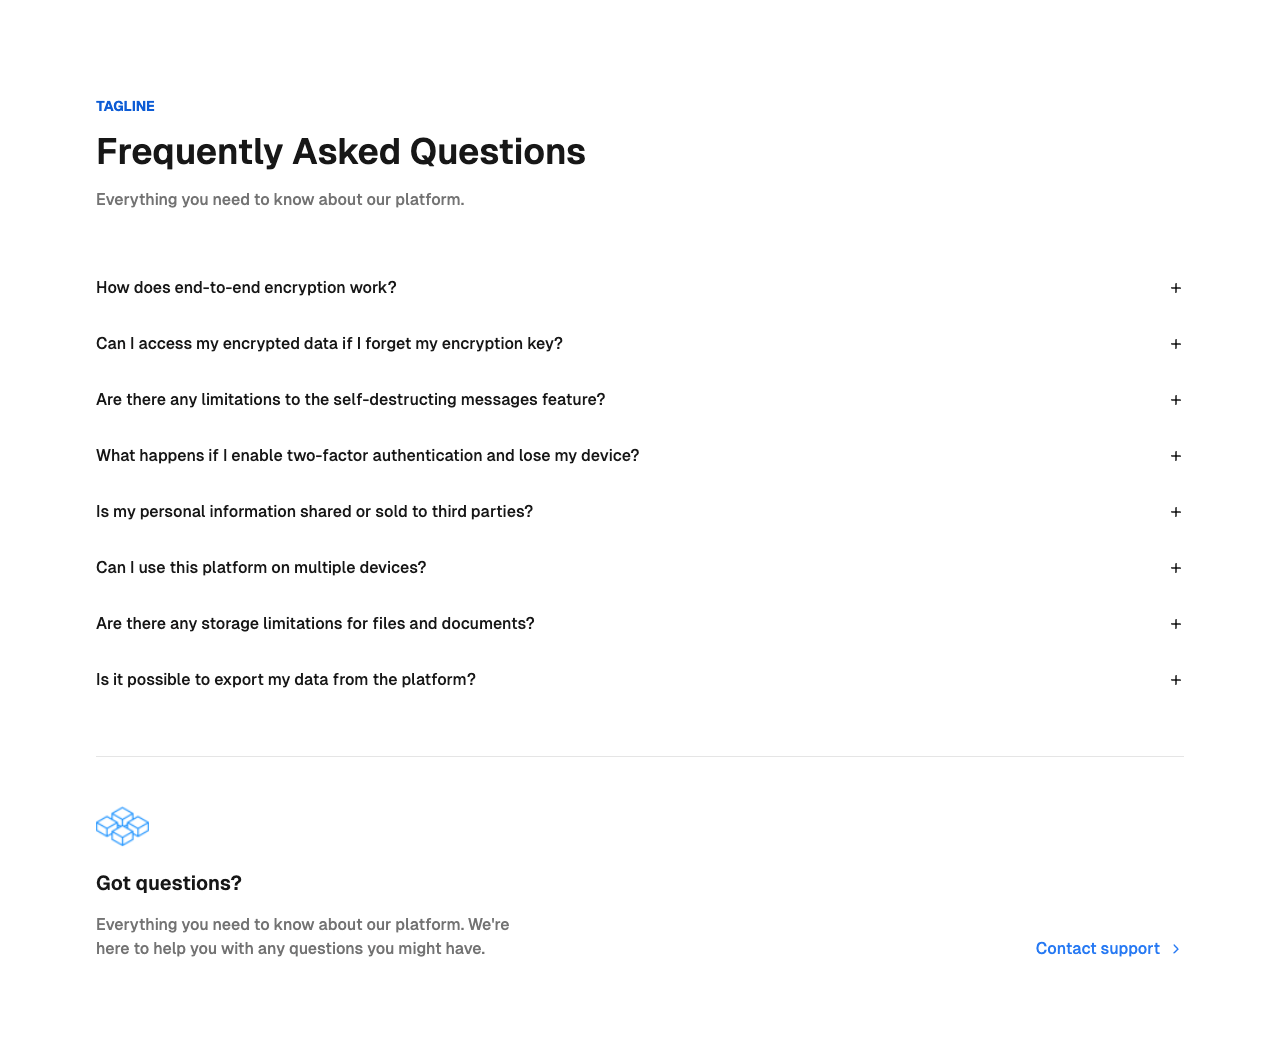 TAGLINE
Frequently Asked Questions
Everything you need to know about our platform.
How does end-to-end encryption work?
Can I access my encrypted data if I forget my encryption key?
Are there any limitations to the self-destructing messages feature?
What happens if I enable two-factor authentication and lose my device?
Is my personal information shared or sold to third parties?
Can I use this platform on multiple devices?
Are there any storage limitations for files and documents?
Is it possible to export my data from the platform?
Got questions?
Everything you need to know about our platform. We're
here to help you with any questions you might have.
Contact support